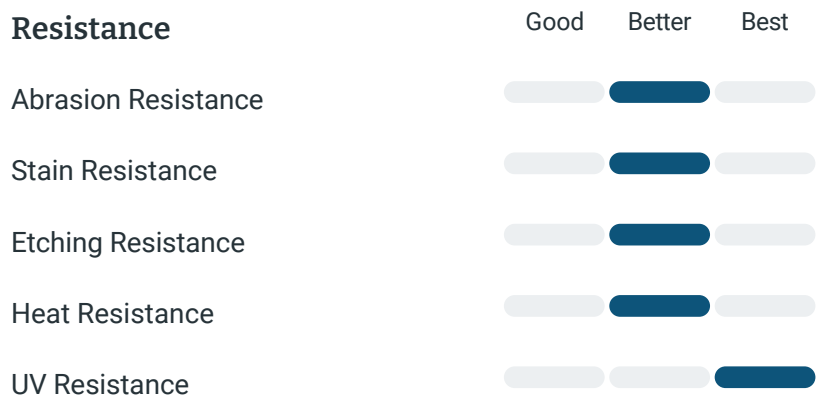 Resistance Good Better Best
Abrasion Resistance
Stain Resistance
Etching Resistance
Heat Resistance
UV Resistance